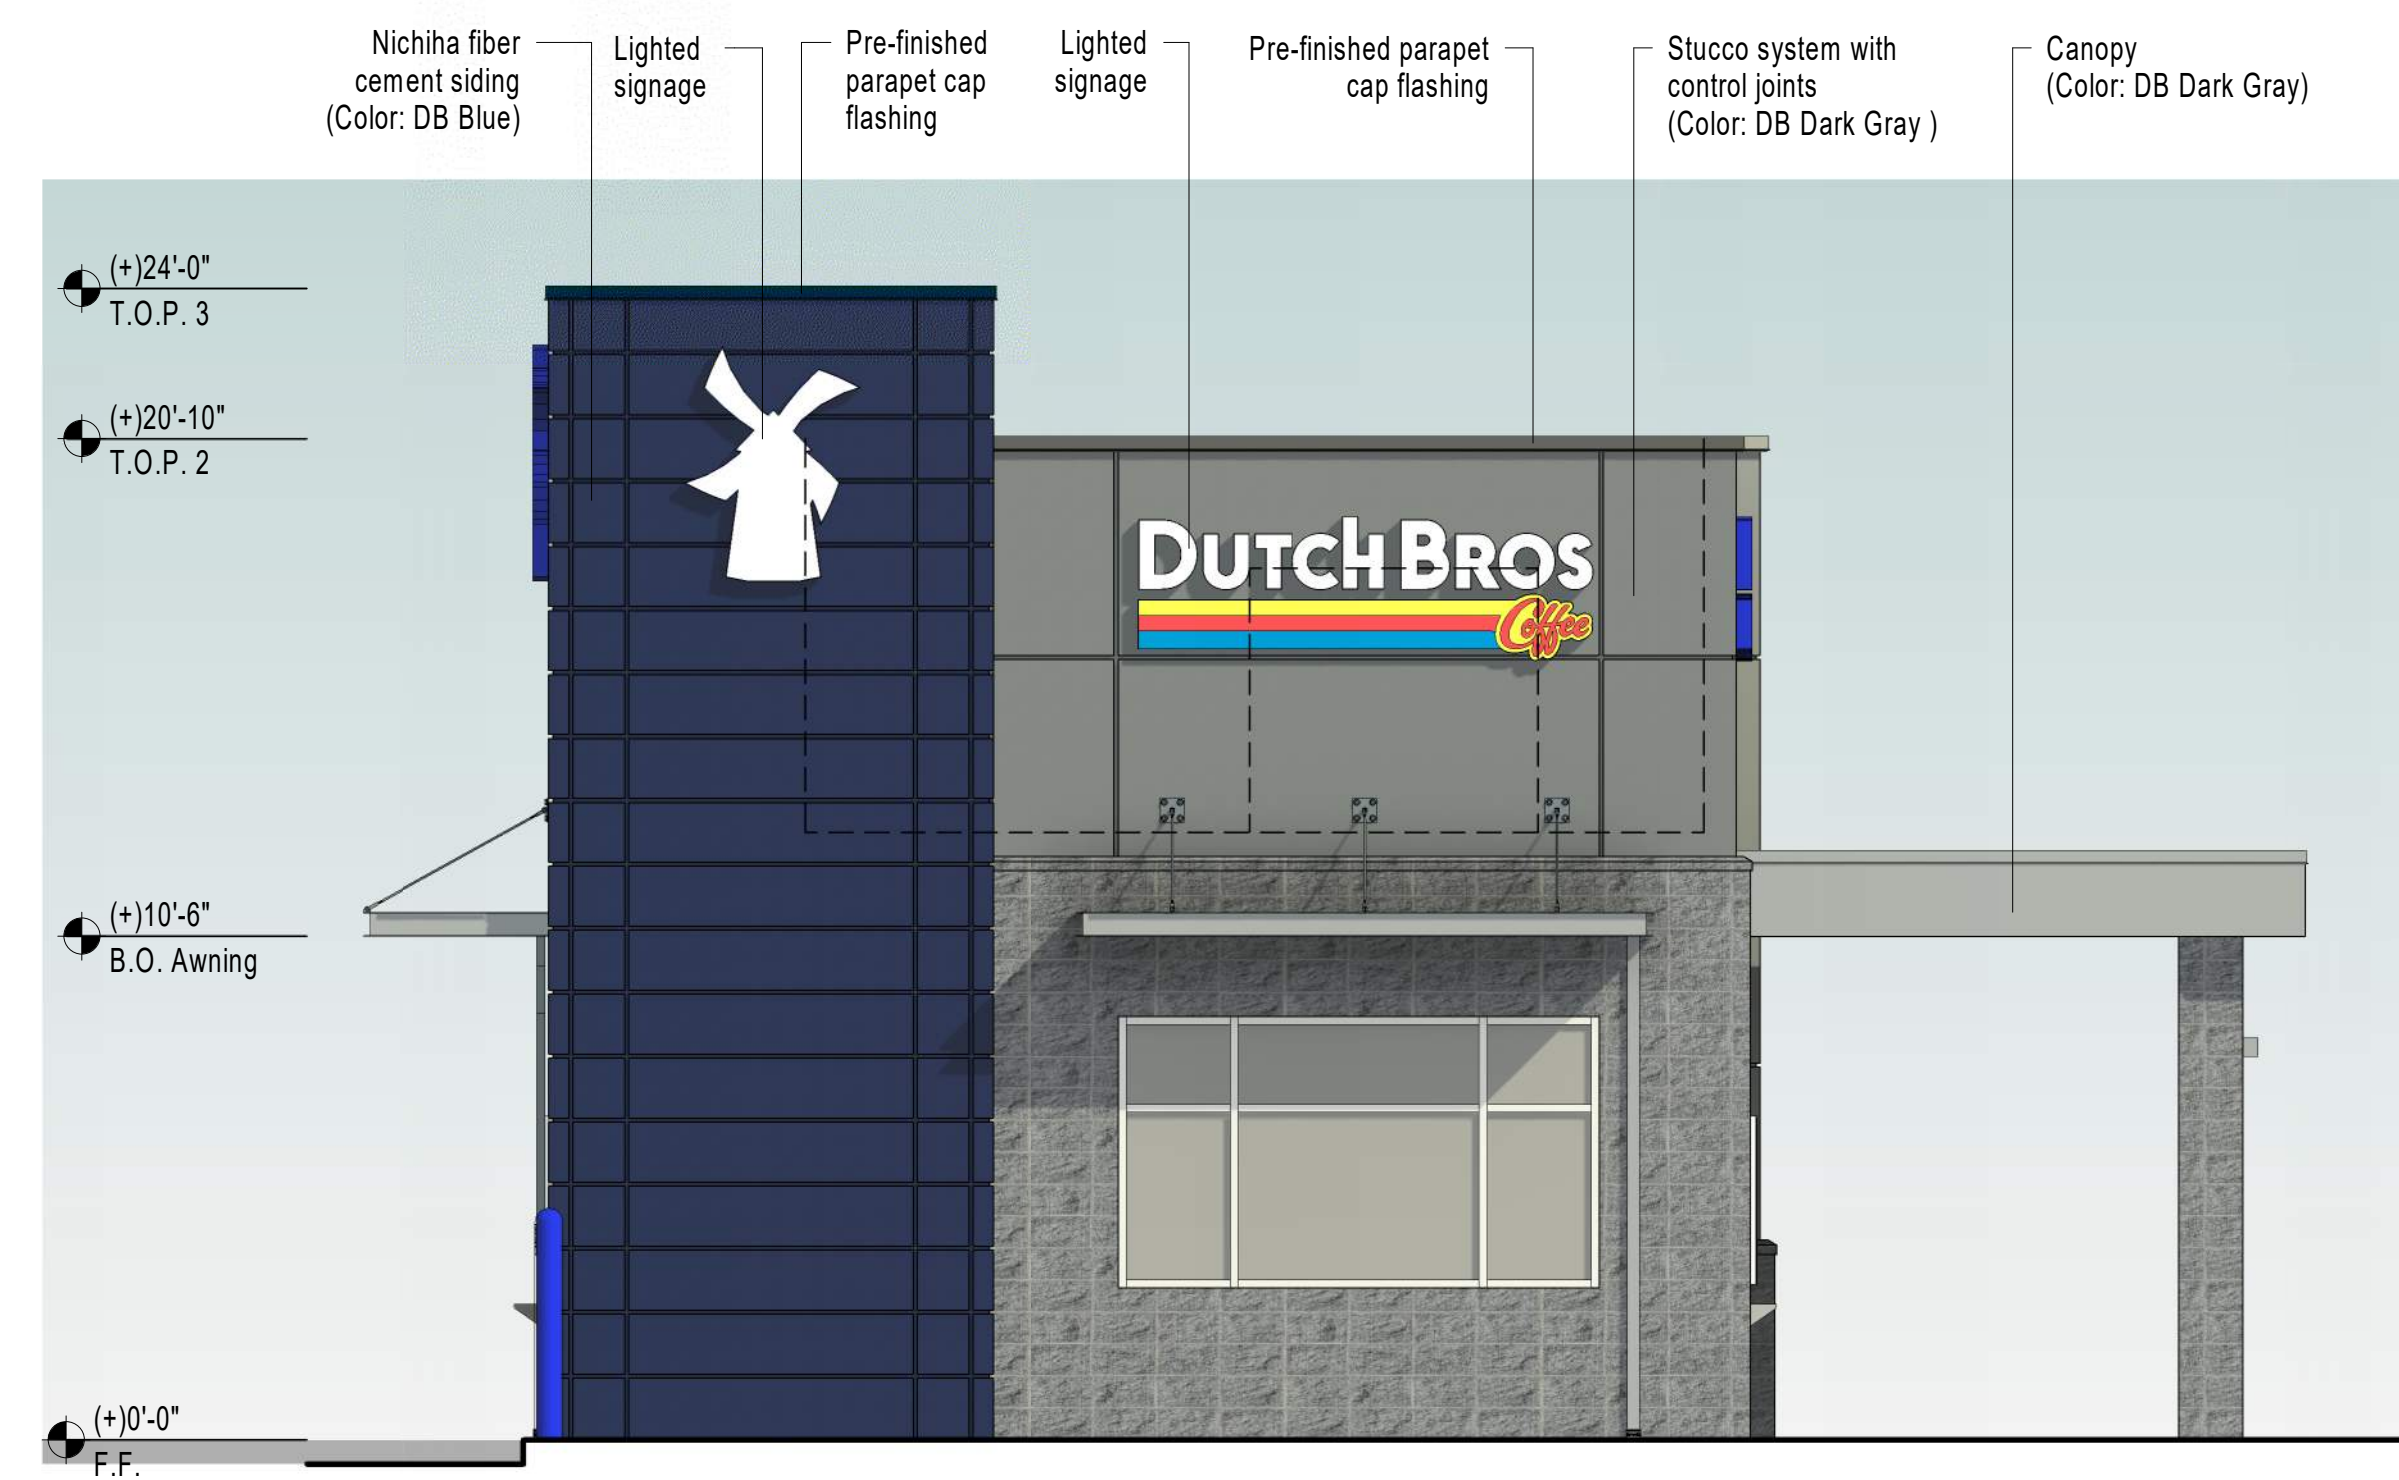 Nichiha fiber
cement siding
(Color: DB Blue)
Lighted
signage
Pre-finished
parapet cap
flashing
Lighted
signage
Pre-finished parapet
cap flashing
Stucco system with
control joints
(Color: DB Dark Gray )
Canopy
(Color: DB Dark Gray)
(+)24'-0"
T.O.P. 3
(+)20'-10"
T.O.P. 2
DUTCH BROS
Coffee
(+)10'-6"
B.O. Awning
(+)0'-0"
F.F.